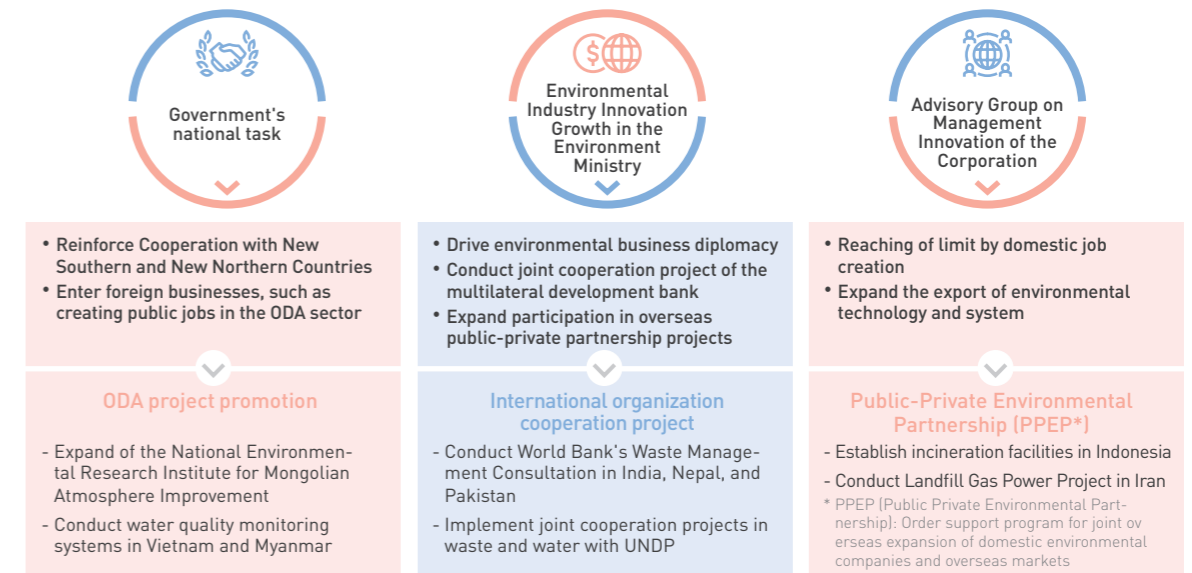 Government's
national task
Environmental
Industry Innovation
Growth in the
Environment
Ministry
Advisory Group on
Management
Innovation of the
Corporation
• Reinforce Cooperation with New
Southern and New Northern Countries
• Enter foreign businesses, such as
creating public jobs in the ODA sector
• Drive environmental business diplomacy
• Conduct joint cooperation project of the
multilateral development bank
• Expand participation in overseas
public-private partnership projects
• Reaching of limit by domestic job
creation
• Expand the export of environmental
technology and system
ODA project promotion
- Expand of the National Environmen-
tal Research Institute for Mongolian
Atmosphere Improvement
- Conduct water quality monitoring
systems in Vietnam and Myanmar
International organization
cooperation project
- Conduct World Bank's Waste Manage-
ment Consultation in India, Nepal, and
Pakistan
- Implement joint cooperation projects in
waste and water with UNDP
Public-Private Environmental
Partnership (PPEP*)
- Establish incineration facilities in Indonesia
- Conduct Landfill Gas Power Project in Iran
* PPEP (Public Private Environmental Part-
nership): Order support program for joint ov
erseas expansion of domestic environmental
companies and overseas markets